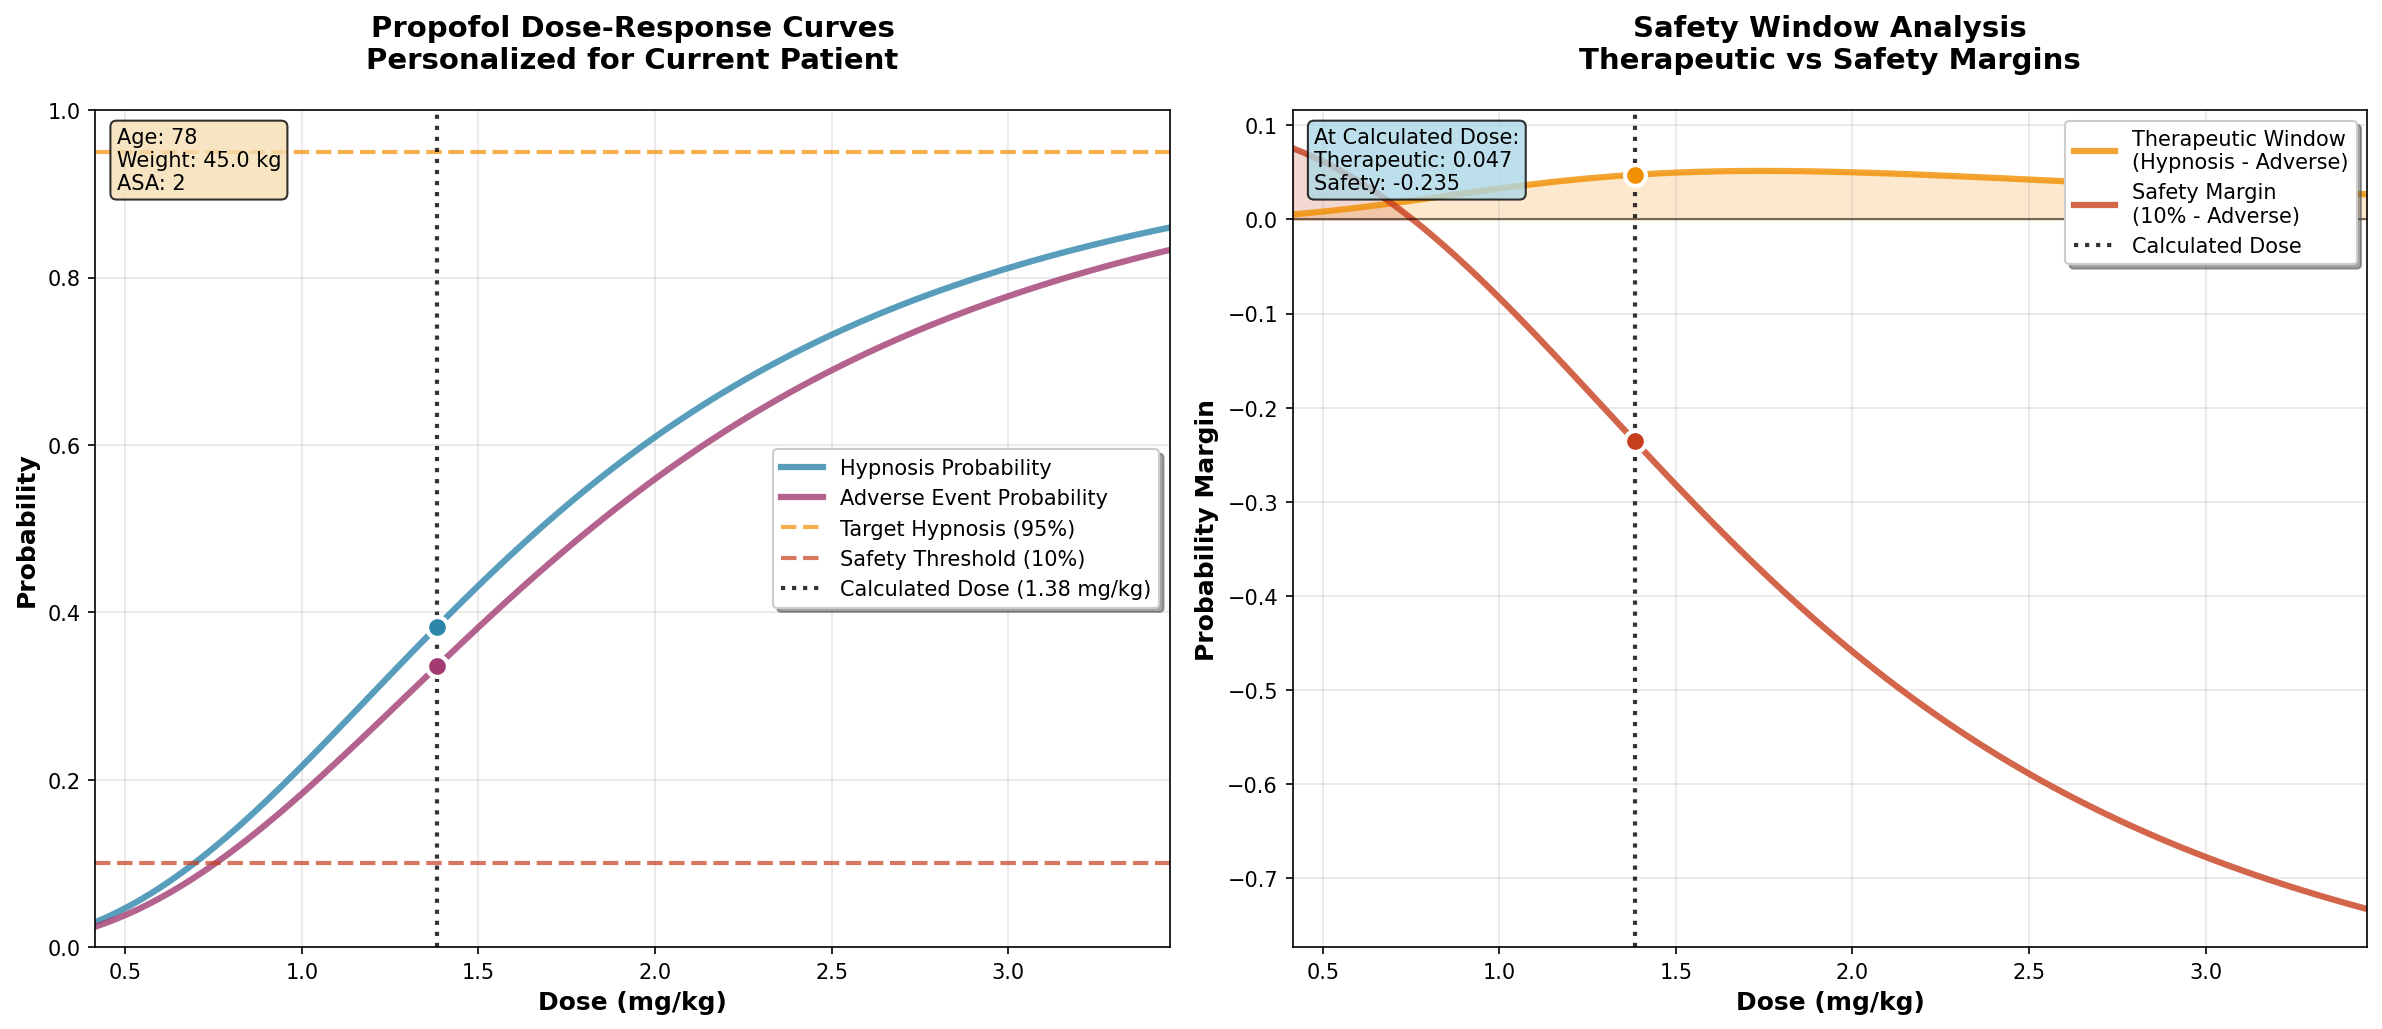 Propofol Dose-Response Curves
Personalized for Current Patient
Probability
1.0
0.8
0.6
0.4
0.2
0.0
Age: 78
Weight: 45.0 kg
ASA: 2
Hypnosis Probability
Adverse Event Probability
Target Hypnosis (95%)
Safety Threshold (10%)
Calculated Dose (1.38 mg/kg)
0.5 1.0 1.5 2.0 2.5 3.0
Dose (mg/kg)
Safety Window Analysis
Therapeutic vs Safety Margins
Probability Margin
0.1
0.0
−0.1
−0.2
−0.3
−0.4
−0.5
−0.6
−0.7
At Calculated Dose:
Therapeutic: 0.047
Safety: -0.235
Therapeutic Window
(Hypnosis - Adverse)
Safety Margin
(10% - Adverse)
Calculated Dose
0.5 1.0 1.5 2.0 2.5 3.0
Dose (mg/kg)